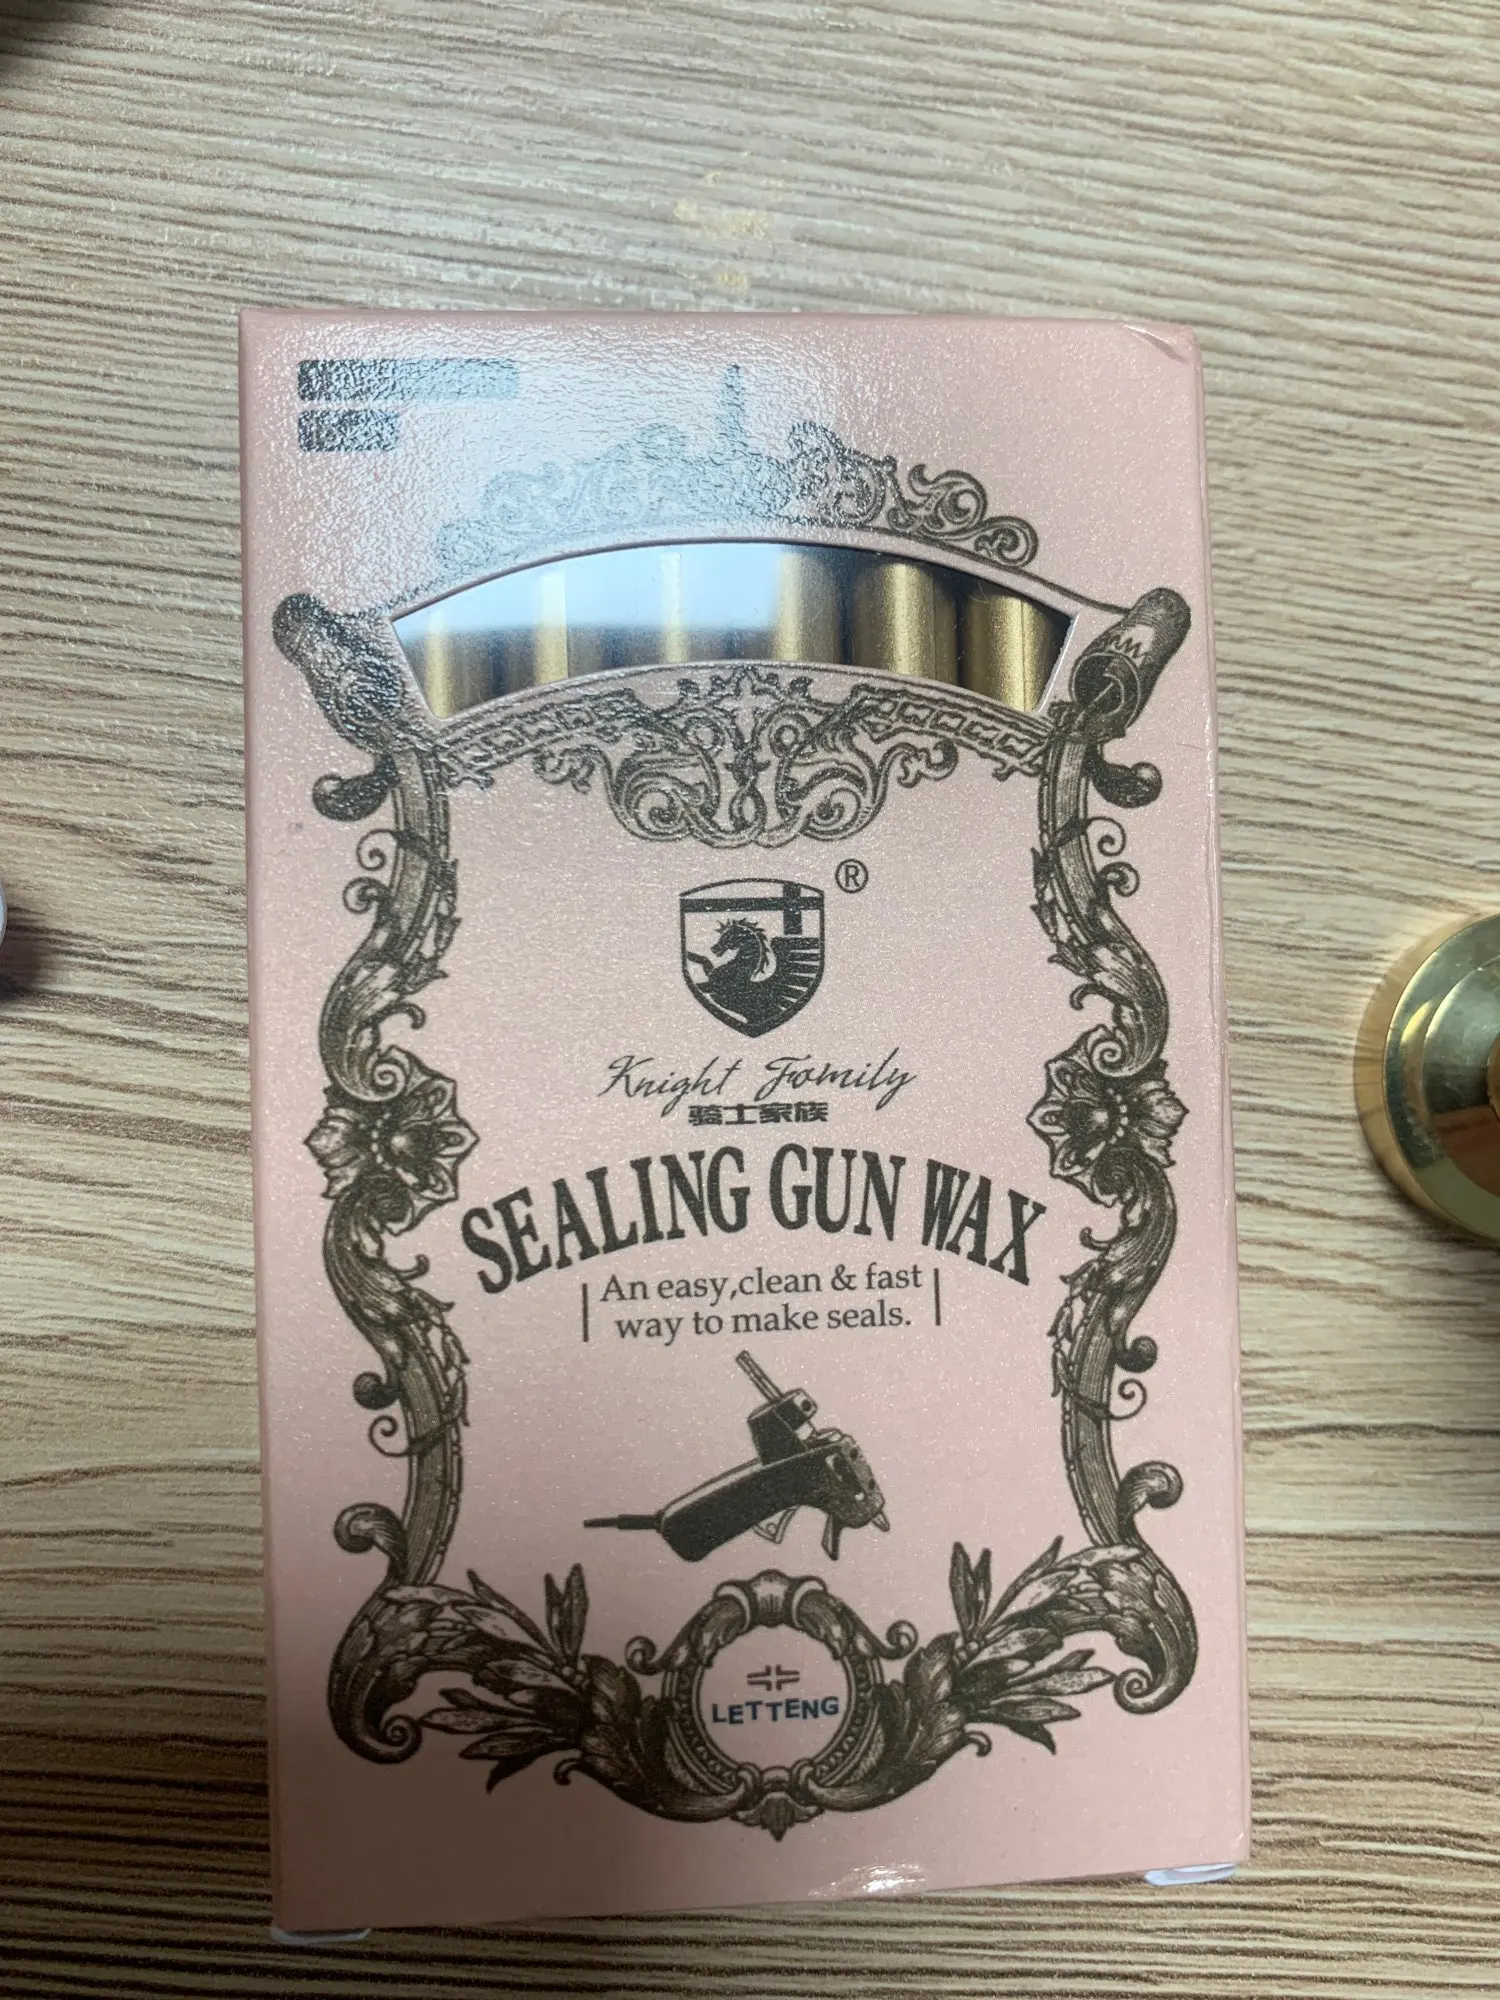 ®
Knight Family
骑士家族
SEALING GUN WAX
An easy,clean & fast
way to make seals.
LETTENG